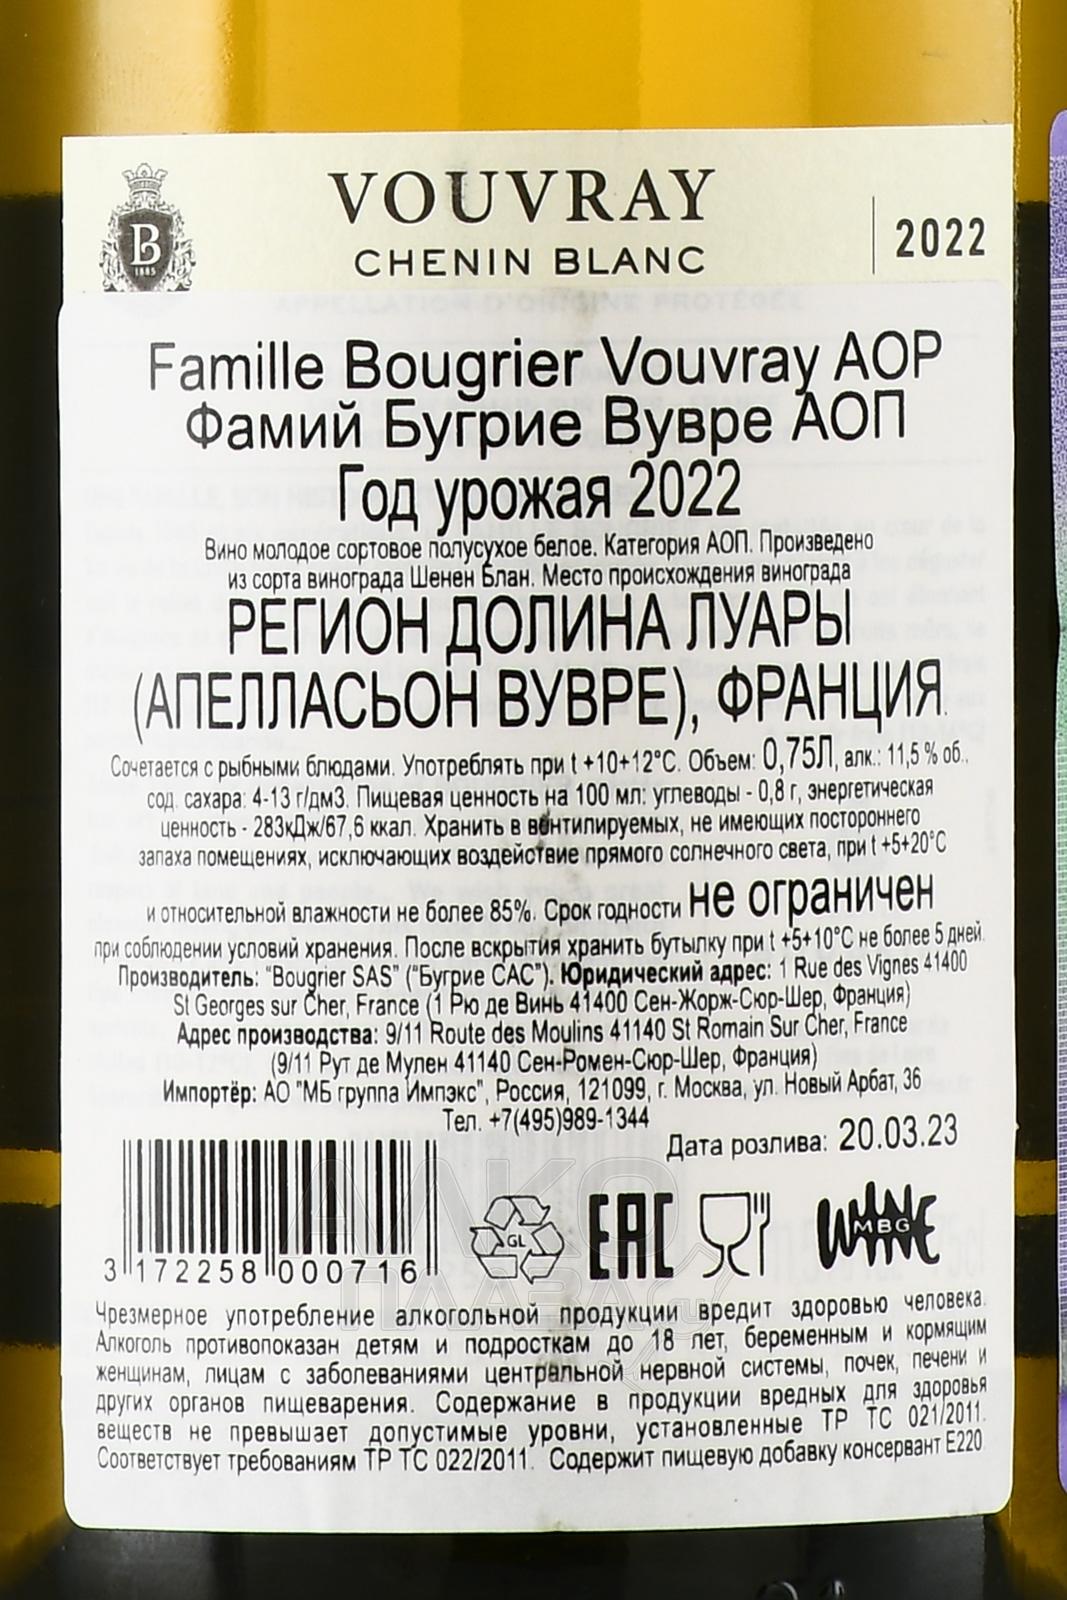 VOUVRAY
CHENIN BLANC
2022
B
1885
APPELLATION D'ORIGINE PROTÉGÉE
Famille Bougrier Vouvray AOP
Фамий Бугрие Вувре АОП
Год урожая 2022
Вино молодое сортовое полусухое белое. Категория АОП. Произведено
из сорта винограда Шенен Блан. Место происхождения винограда
РЕГИОН ДОЛИНА ЛУАРЫ
(АПЕЛЛАСЬОН ВУВРЕ), ФРАНЦИЯ.
Сочетается с рыбными блюдами. Употреблять при t +10+12°C. Объем: 0,75Л, алк.: 11,5 % об.,
сод. сахара: 4-13 г/дм3. Пищевая ценность на 100 мл: углеводы - 0,8 г, энергетическая
ценность - 283кДж/67,6 ккал. Хранить в вентилируемых, не имеющих постороннего
запаха помещениях, исключающих воздействие прямого солнечного света, при t +5+20°C
и относительной влажности не более 85%. Срок годности не ограничен
при соблюдении условий хранения. После вскрытия хранить бутылку при t +5+10°C не более 5 дней.
Производитель: "Bougrier SAS" ("Бугрие САС"). Юридический адрес: 1 Rue des Vignes 41400
St Georges sur Cher, France (1 Рю де Винь 41400 Сен-Жорж-Сюр-Шер, Франция)
Адрес производства: 9/11 Route des Moulins 41140 St Romain Sur Cher, France
(9/11 Рут де Мулен 41140 Сен-Ромен-Сюр-Шер, Франция)
Импортёр: АО "МБ группа Импэкс", Россия, 121099, г. Москва, ул. Новый Арбат, 36
Тел. +7(495)989-1344
Дата розлива: 20.03.23
3 172258 000716
GL
EAC
WINE
MBG
АЛКО
ПЛАЗА.ru
Чрезмерное употребление алкогольной продукции вредит здоровью человека.
Алкоголь противопоказан детям и подросткам до 18 лет, беременным и кормящим
женщинам, лицам с заболеваниями центральной нервной системы, почек, печени и
других органов пищеварения. Содержание в продукции вредных для здоровья
веществ не превышает допустимые уровни, установленные ТР ТС 021/2011.
Соответствует требованиям ТР ТС 022/2011. Содержит пищевую добавку консервант Е220